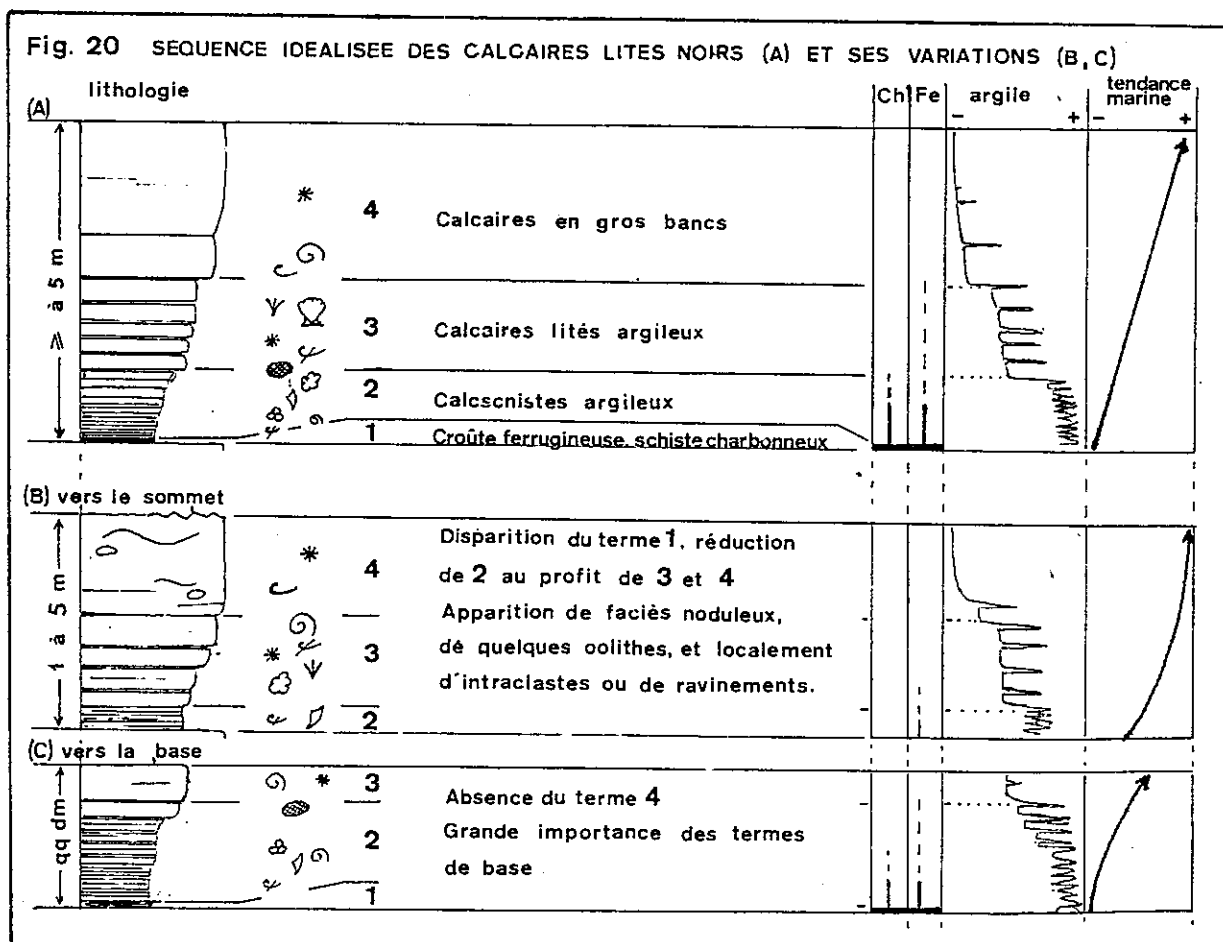 Fig. 20 SEQUENCE IDEALISEE DES CALCAIRES LITES NOIRS (A) ET SES VARIATIONS (B, C)
lithologie
Ch Fe argile tendance marine
- + - +
(A)
⩾ à 5 m
4 Calcaires en gros bancs
3 Calcaires lités argileux
2 Calcscnistes argileux
1 Croûte ferrugineuse, schiste charbonneux
(B) vers le sommet
1 à 5 m
4
3
2
Disparition du terme 1, réduction
de 2 au profit de 3 et 4
Apparition de faciès noduleux,
de quelques oolithes, et localement
d'intraclastes ou de ravinements.
(C) vers la base
qq dm
3
2
1
Absence du terme 4
Grande importance des termes
de base